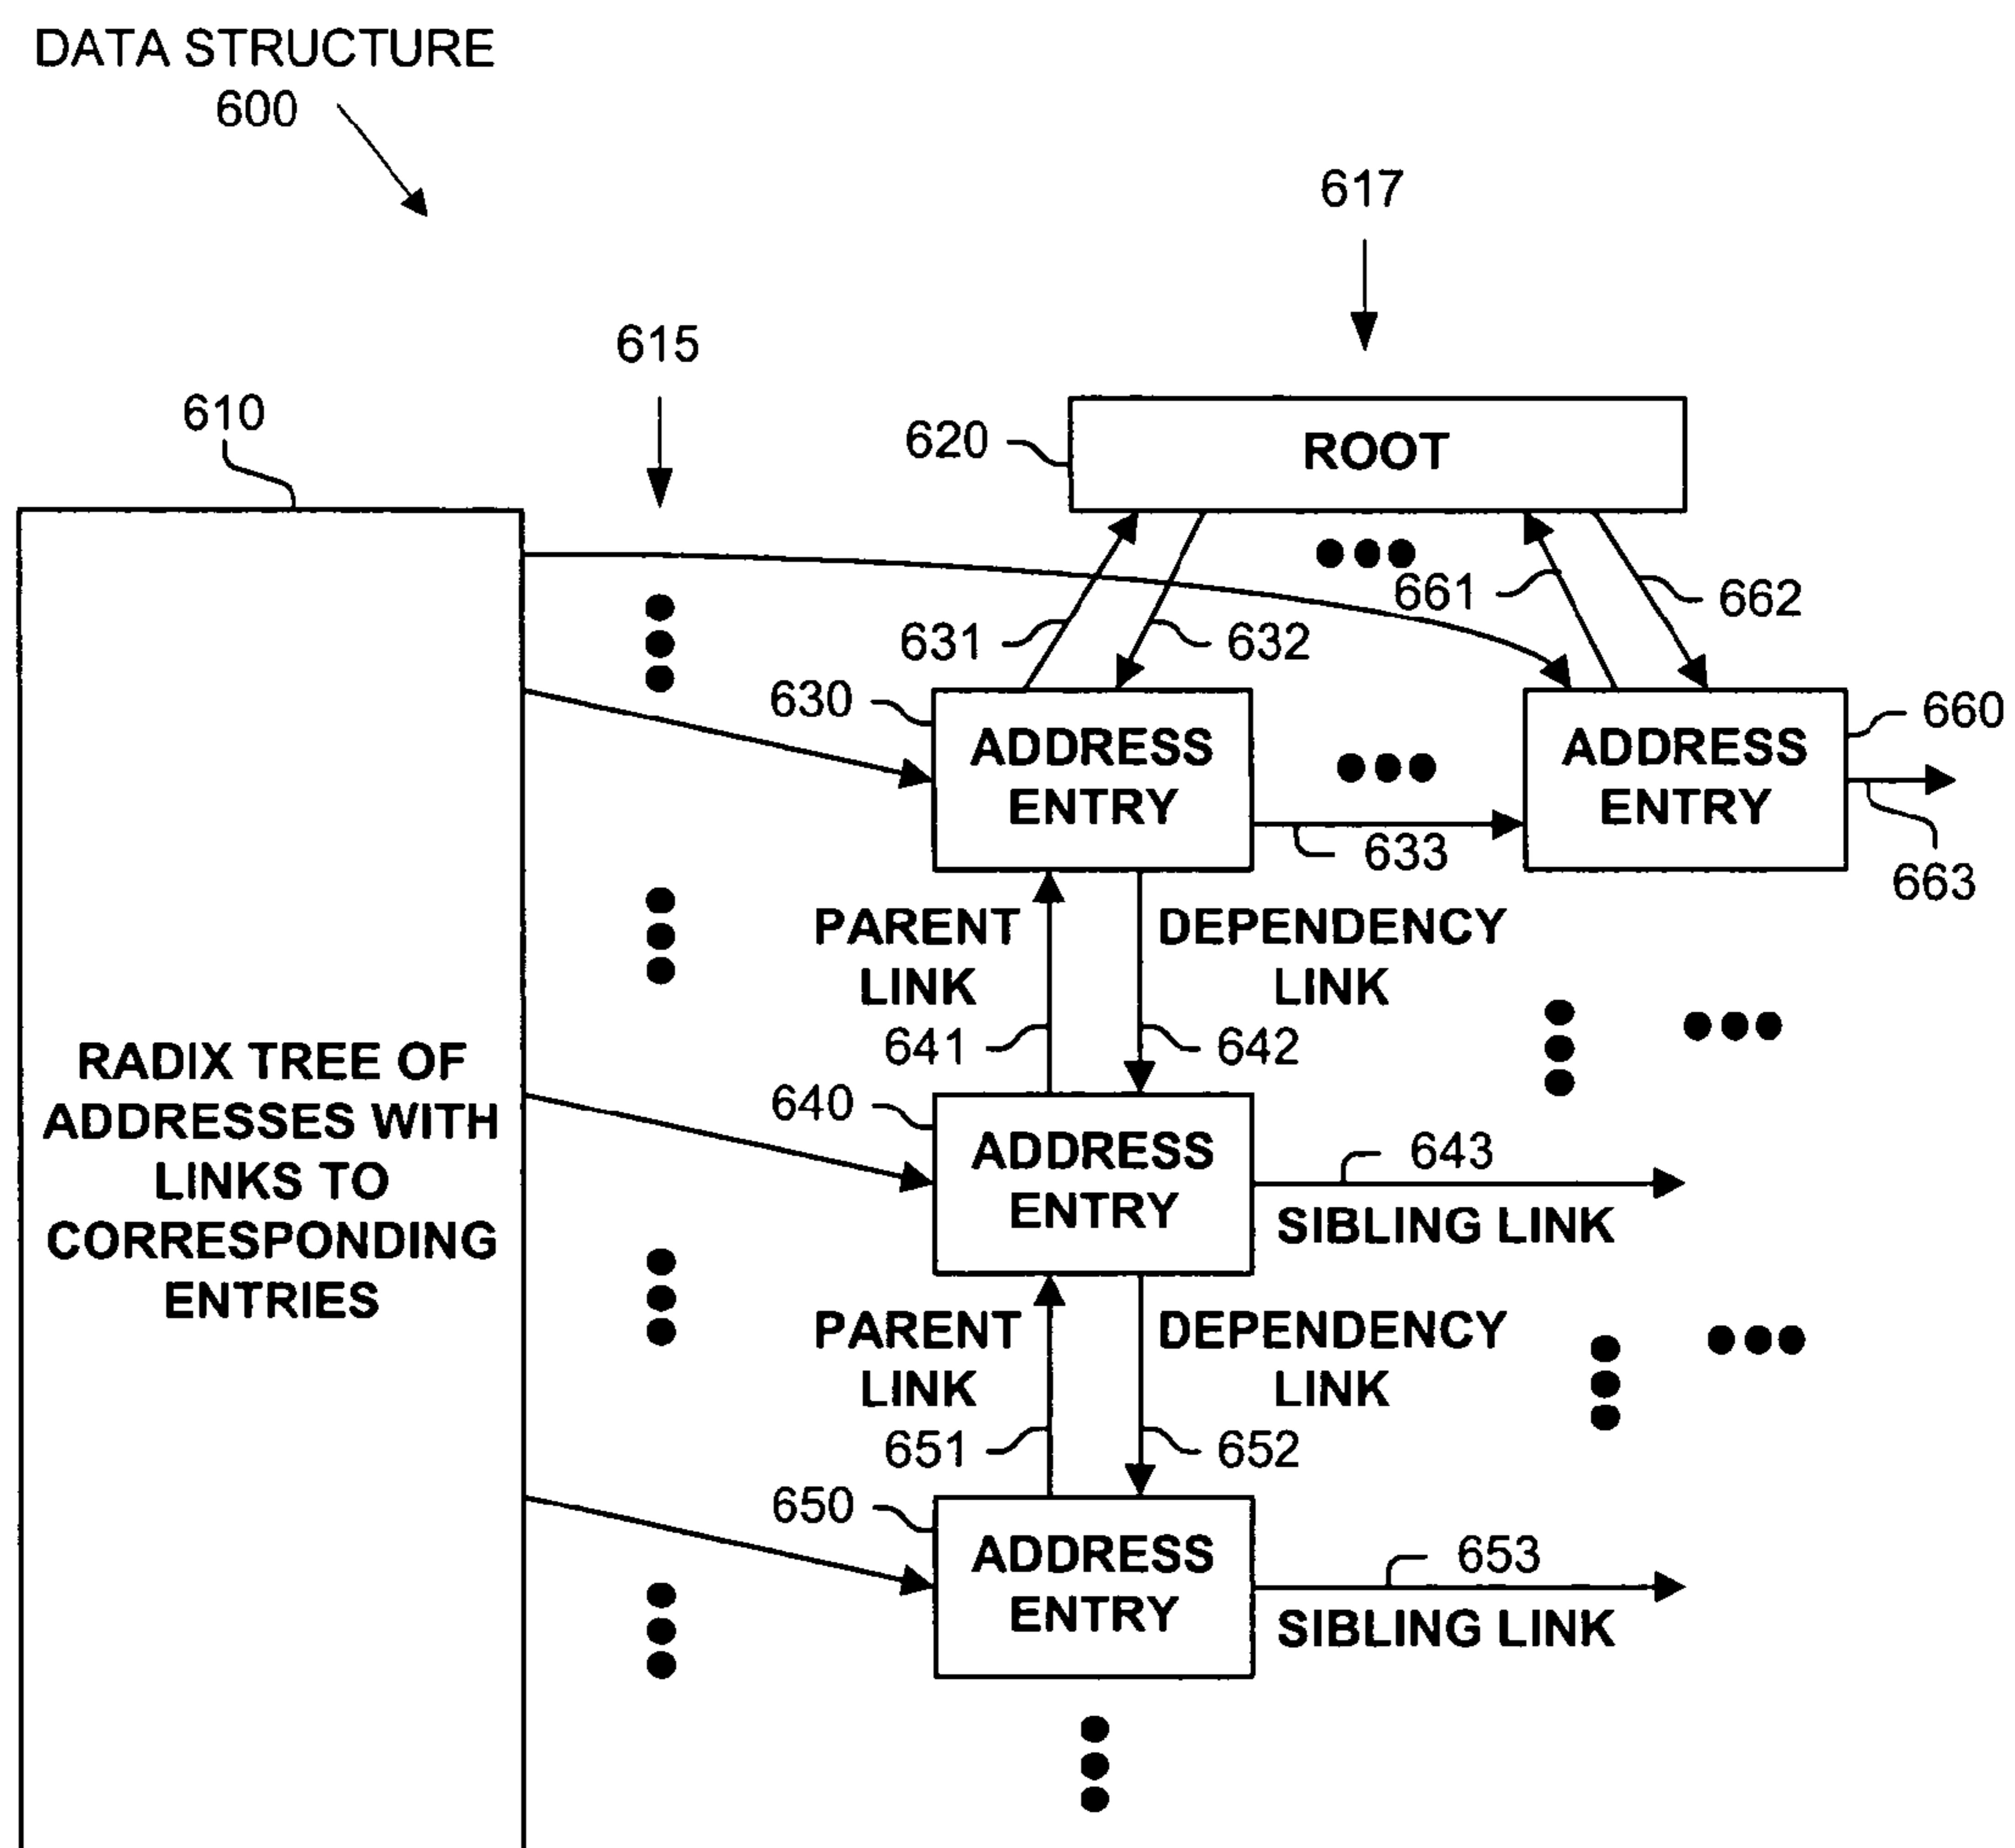 DATA STRUCTURE
600
617
615
610
620
ROOT
661
662
631
632
630
660
ADDRESS
ENTRY
ADDRESS
ENTRY
633
663
PARENT
LINK
641
DEPENDENCY
LINK
642
RADIX TREE OF
ADDRESSES WITH
LINKS TO
CORRESPONDING
ENTRIES
640
ADDRESS
ENTRY
643
SIBLING LINK
PARENT
LINK
651
DEPENDENCY
LINK
652
650
ADDRESS
ENTRY
653
SIBLING LINK